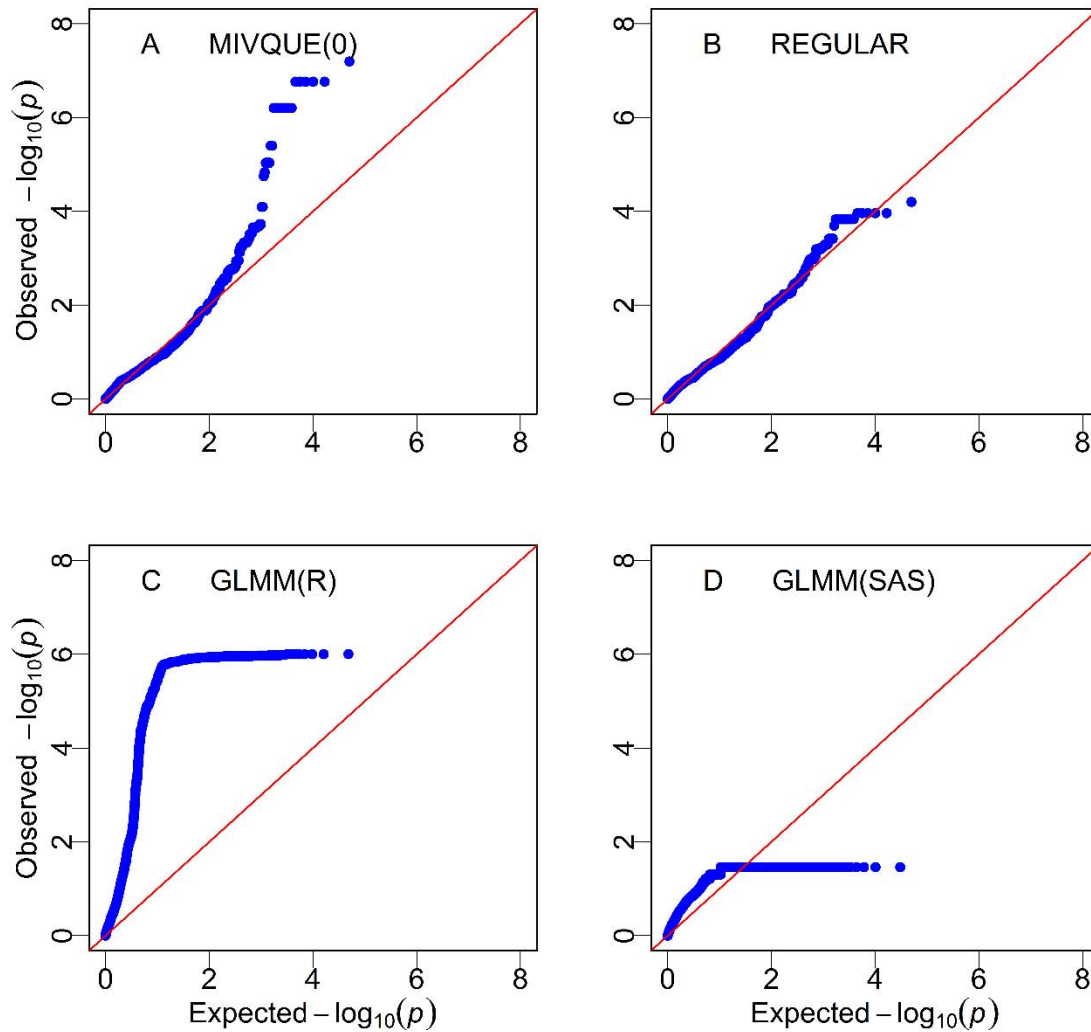 A MIVQUE(0)
B REGULAR
Observed −log10(p)
8
6
4
2
0
0 2 4 6 8
8
6
4
2
0
0 2 4 6 8
C GLMM(R)
D GLMM(SAS)
Observed −log10(p)
8
6
4
2
0
0 2 4 6 8
Expected −log10(p)
8
6
4
2
0
0 2 4 6 8
Expected −log10(p)